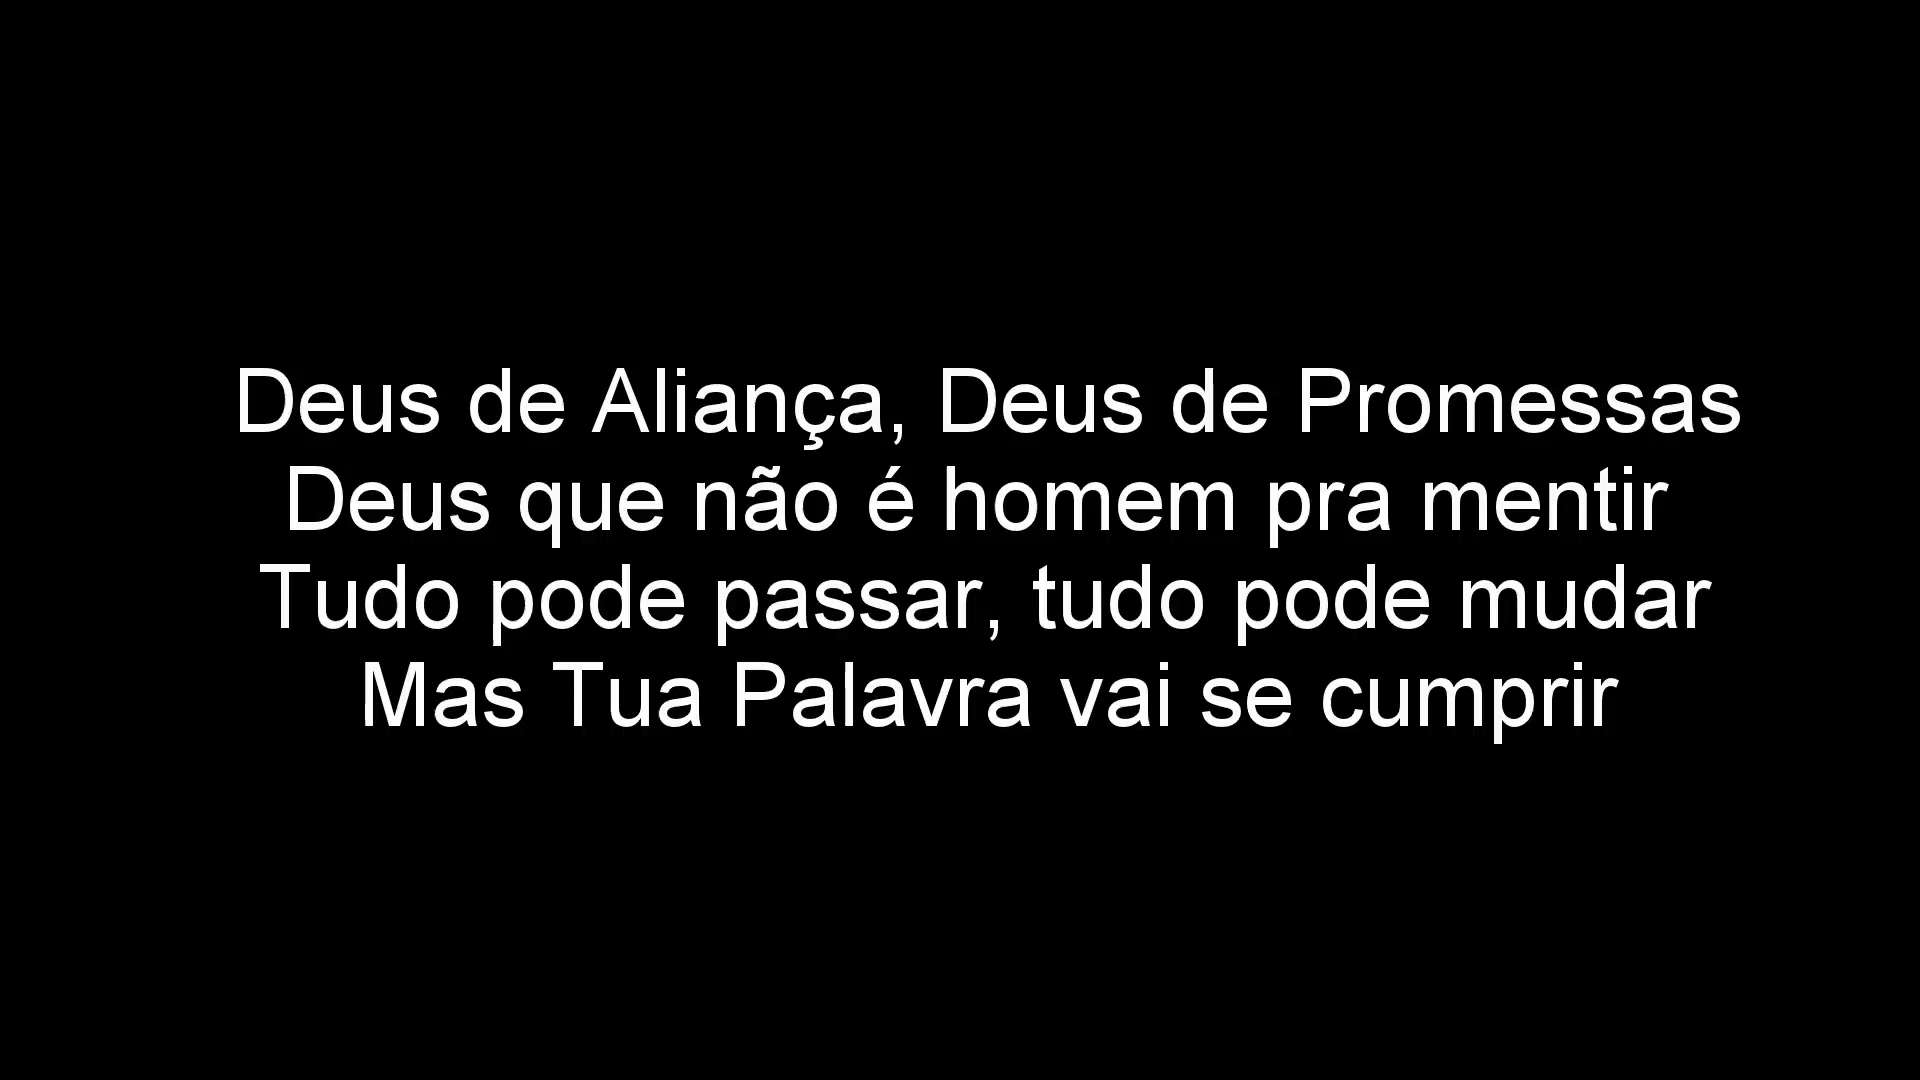 Deus de Aliança, Deus de Promessas
Deus que não é homem pra mentir
Tudo pode passar, tudo pode mudar
Mas Tua Palavra vai se cumprir